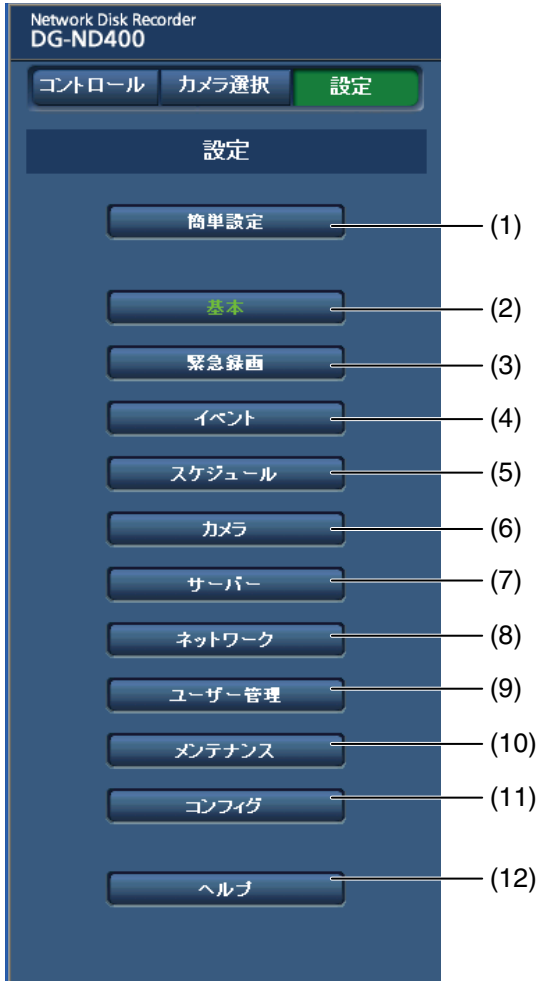 Network Disk Recorder
DG-ND400
コントロール カメラ選択 設定
設定
簡単設定 (1)
基本 (2)
緊急録画 (3)
イベント (4)
スケジュール (5)
カメラ (6)
サーバー (7)
ネットワーク (8)
ユーザー管理 (9)
メンテナンス (10)
コンフィグ (11)
ヘルプ (12)